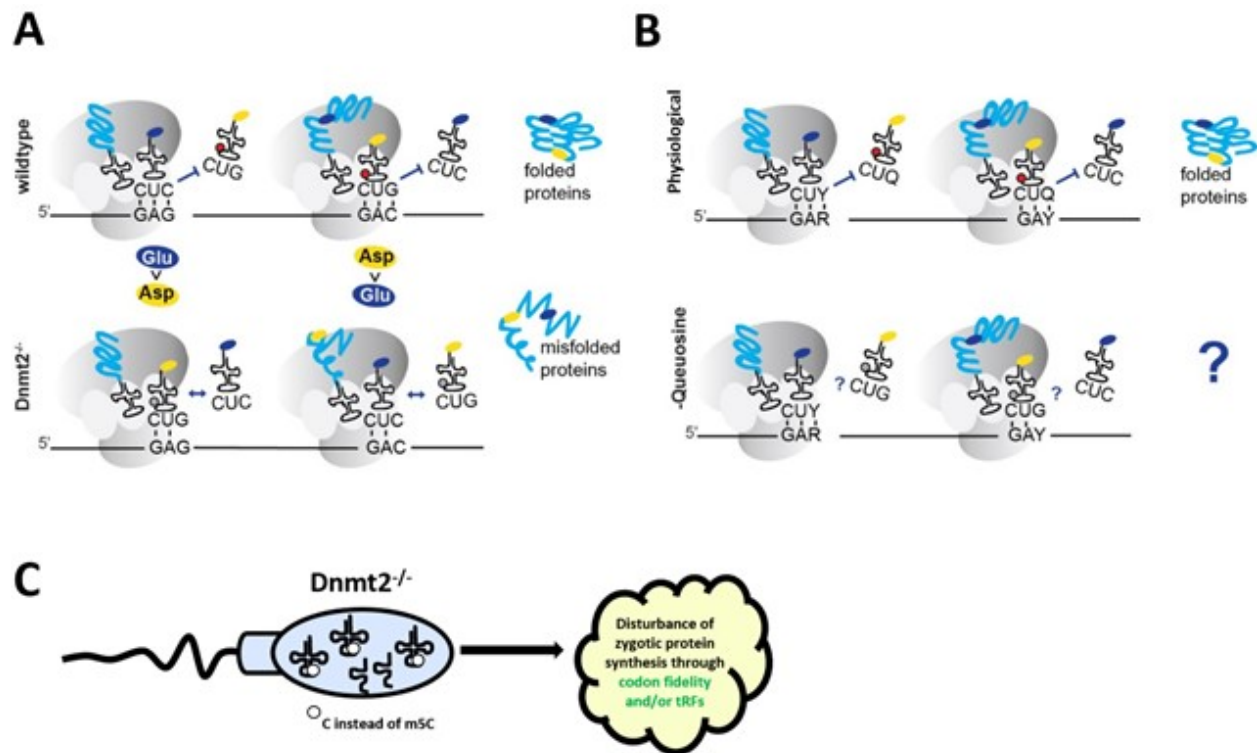 A
wildtype
CUC
GAG
CUG
CUG
GAC
CUC
folded
proteins
5'
Glu
v
Asp
Asp
v
Glu
Dnmt2-/-
CUG
GAG
CUC
CUC
GAC
CUG
misfolded
proteins
5'
B
Physiological
CUY
GAR
CUQ
CUQ
GAY
CUC
folded
proteins
5'
-Queuosine
CUY
GAR
?
CUG
CUG
GAY
?
CUC
?
5'
C
Dnmt2-/-
C instead of m5C
Disturbance of
zygotic protein
synthesis through
codon fidelity
and/or tRFs